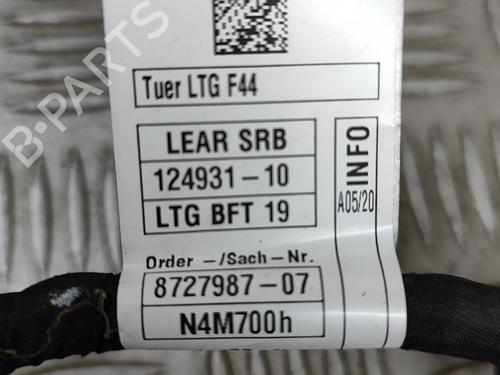 Tuer LTG F44
LEAR SRB
124931-10
LTG BFT 19
INFO
A05/20
Order -/Sach-Nr.
8727987-07
N4M700h
B-PARTS